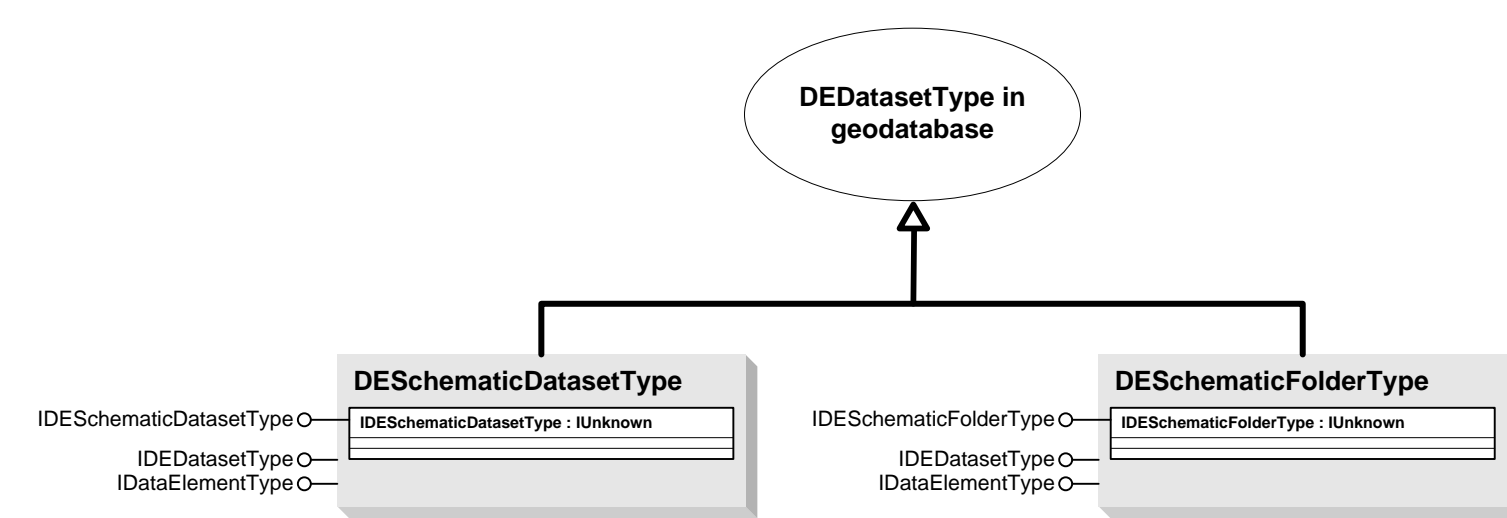 DEDatasetType in
geodatabase
DESchematicDatasetType
IDESchematicDatasetType
IDESchematicDatasetType : IUnknown
IDEDatasetType
IDataElementType
DESchematicFolderType
IDESchematicFolderType
IDESchematicFolderType : IUnknown
IDEDatasetType
IDataElementType